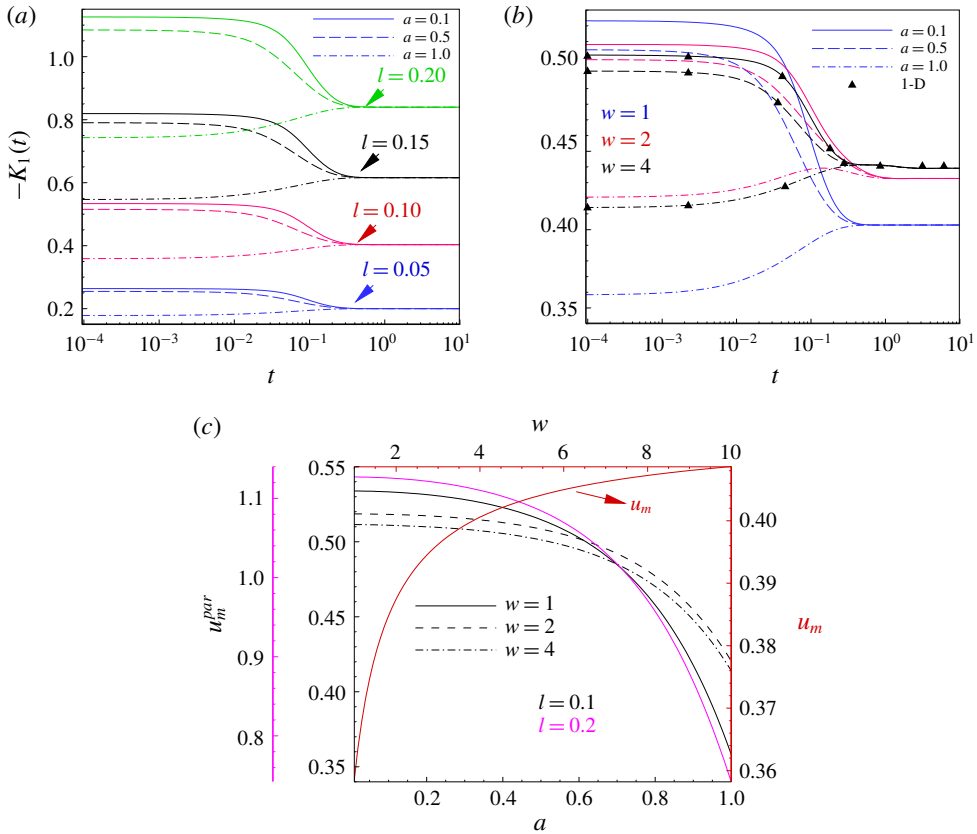 (a)
−K₁(t)
1.0
0.8
0.6
0.4
0.2
a = 0.1
a = 0.5
a = 1.0
l = 0.20
l = 0.15
l = 0.10
l = 0.05
10⁻⁴ 10⁻³ 10⁻² 10⁻¹ 10⁰ 10¹
t
(b)
0.50
0.45
0.40
0.35
a = 0.1
a = 0.5
a = 1.0
1-D
w = 1
w = 2
w = 4
10⁻⁴ 10⁻³ 10⁻² 10⁻¹ 10⁰ 10¹
t
(c)
w
2 4 6 8 10
1.1
1.0
0.9
0.8
uₘᵖᵃʳ
0.55
0.50
0.45
0.40
0.35
uₘ
w = 1
w = 2
w = 4
l = 0.1
l = 0.2
0.40
0.39
0.38
0.37
0.36
uₘ
0.2 0.4 0.6 0.8 1.0
a